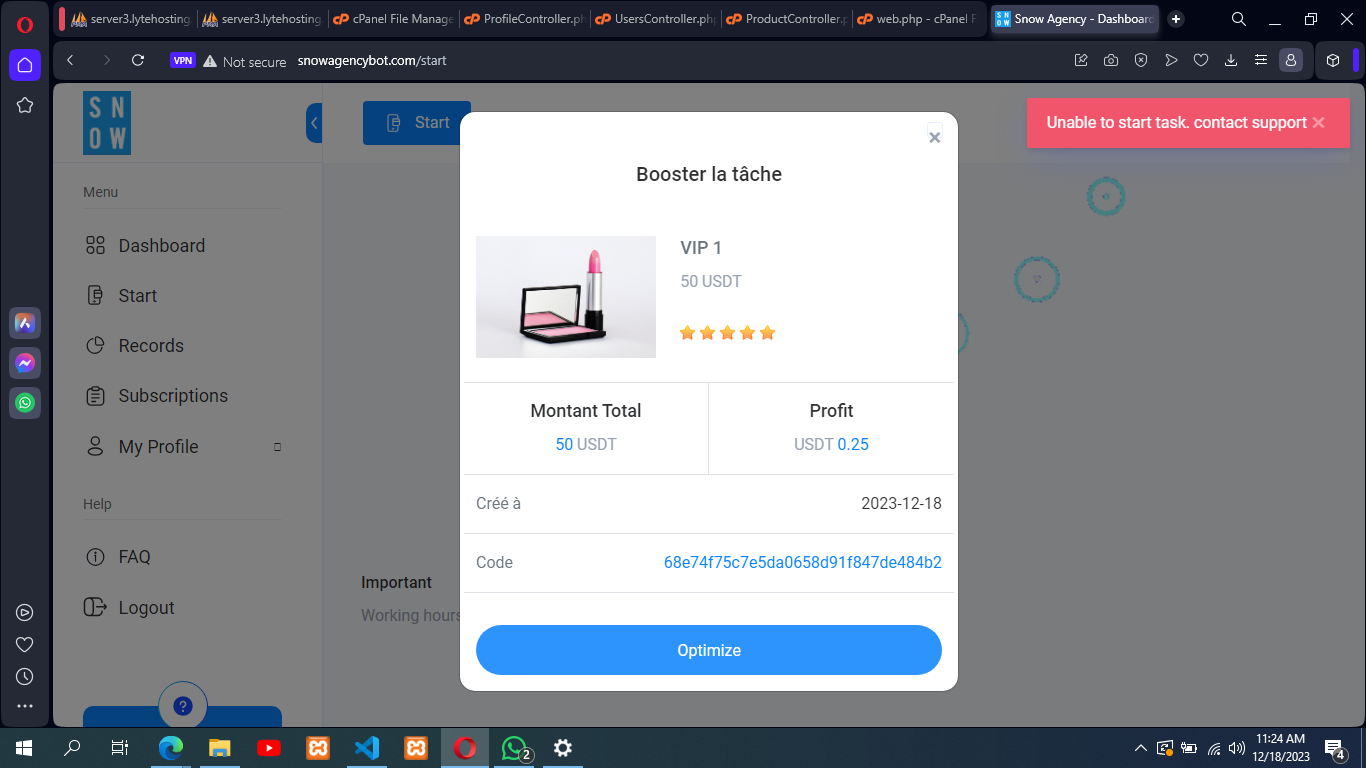 server3.lytehosting.
server3.lytehosting.
cPanel File Manage
ProfileController.ph
UsersController.php
ProductController.p
web.php - cPanel F
Snow Agency - Dashboard
VPN
Not secure
snowagencybot.com/start
SN
OW
Start
Unable to start task. contact support ×
Menu
Dashboard
Start
Records
Subscriptions
My Profile
Help
FAQ
Logout
×
Booster la tâche
VIP 1
50 USDT
Montant Total
50 USDT
Profit
USDT 0.25
Créé à
2023-12-18
Code
68e74f75c7e5da0658d91f847de484b2
Important
Working hours
Optimize
2
11:24 AM
12/18/2023
4